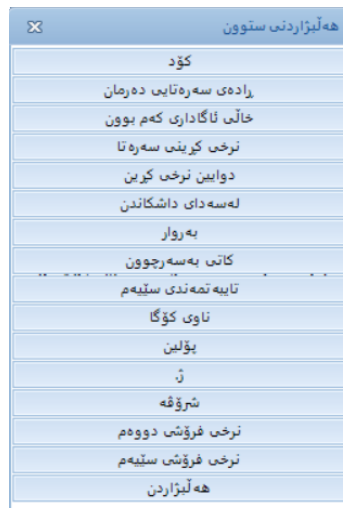 هەڵبژاردنی ستوون
کۆد
ڕادەی سەرەتایی دەرمان
خاڵی ئاگاداری کەم بوون
نرخی کڕینی سەرەتا
دوایین نرخی کڕین
لەسەدای داشکاندن
بەروار
کاتی بەسەرچوون
تایبەتمەندی سێیەم
ناوی کۆگا
پۆلین
ژ.
شرۆڤە
نرخی فرۆشی دووەم
نرخی فرۆشی سێیەم
هەڵبژاردن